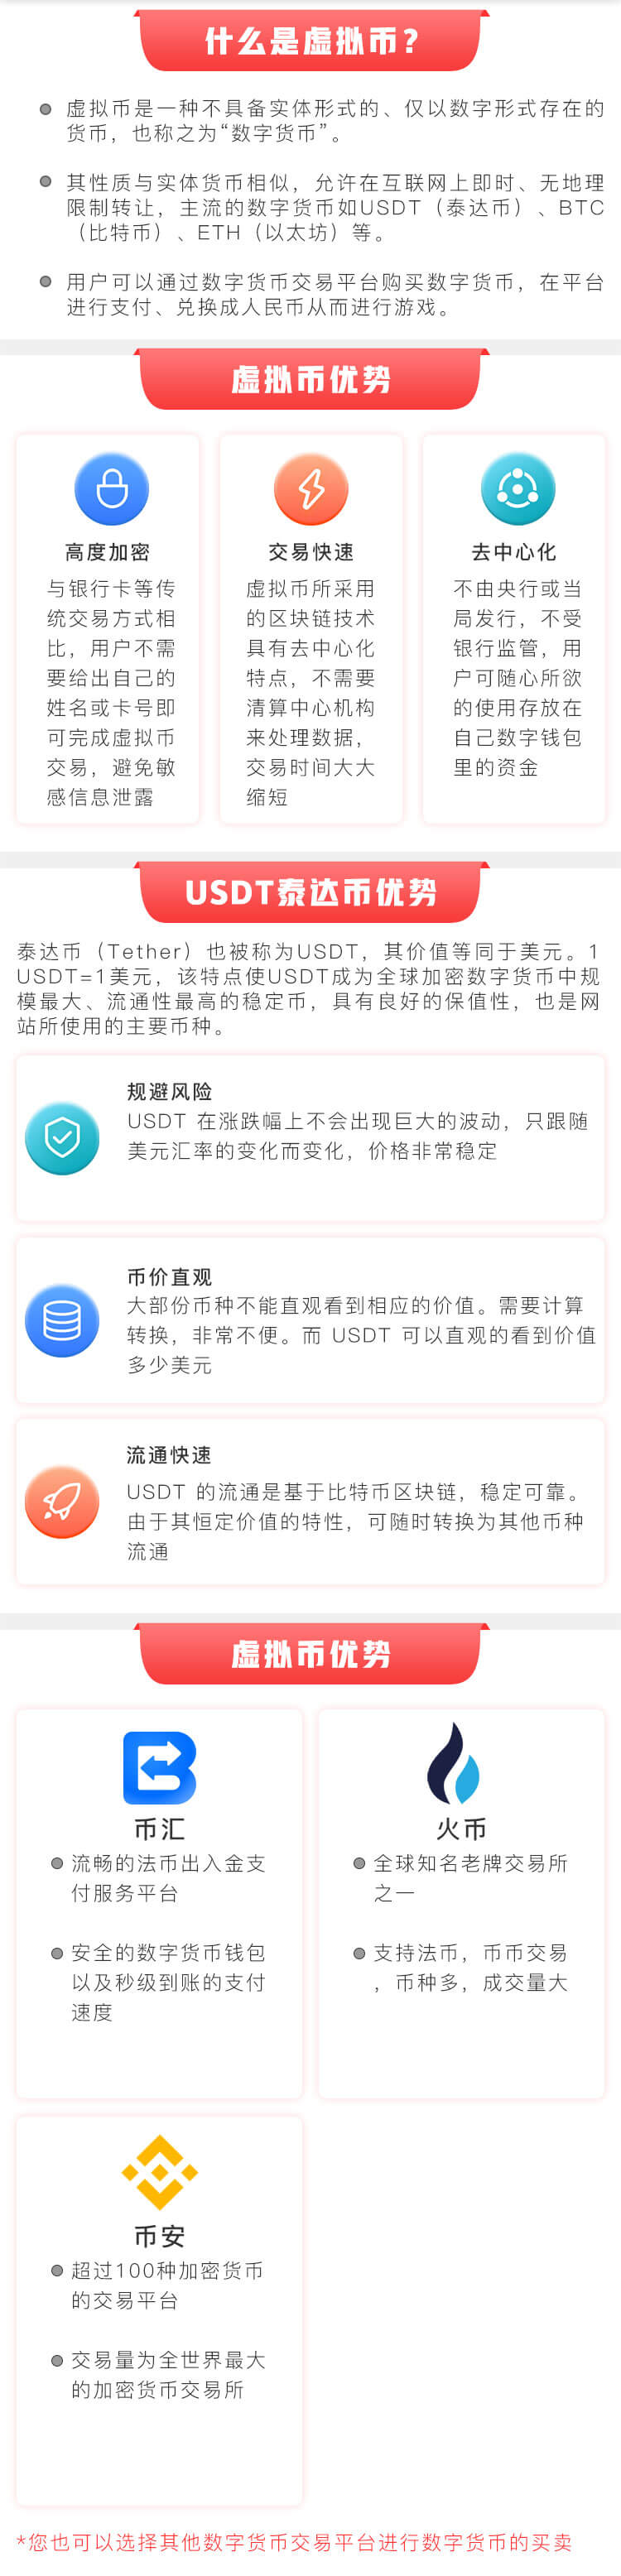 什么是虚拟币?
虚拟币是一种不具备实体形式的、仅以数字形式存在的
货币，也称之为“数字货币”。
其性质与实体货币相似，允许在互联网上即时、无地理
限制转让，主流的数字货币如USDT（泰达币）、BTC
（比特币）、ETH（以太坊）等。
用户可以通过数字货币交易平台购买数字货币，在平台
进行支付、兑换成人民币从而进行游戏。
虚拟币优势
高度加密
与银行卡等传
统交易方式相
比，用户不需
要给出自己的
姓名或卡号即
可完成虚拟币
交易，避免敏
感信息泄露
交易快速
虚拟币所采用
的区块链技术
具有去中心化
特点，不需要
清算中心机构
来处理数据，
交易时间大大
缩短
去中心化
不由央行或当
局发行，不受
银行监管，用
户可随心所欲
的使用存放在
自己数字钱包
里的资金
USDT泰达币优势
泰达币（Tether）也被称为USDT，其价值等同于美元。1
USDT=1美元，该特点使USDT成为全球加密数字货币中规
模最大、流通性最高的稳定币，具有良好的保值性，也是网
站所使用的主要币种。
规避风险
USDT 在涨跌幅上不会出现巨大的波动，只跟随
美元汇率的变化而变化，价格非常稳定
币价直观
大部份币种不能直观看到相应的价值。需要计算
转换，非常不便。而 USDT 可以直观的看到价值
多少美元
流通快速
USDT 的流通是基于比特币区块链，稳定可靠。
由于其恒定价值的特性，可随时转换为其他币种
流通
虚拟币优势
币汇
流畅的法币出入金支
付服务平台
安全的数字货币钱包
以及秒级到账的支付
速度
火币
全球知名老牌交易所
之一
支持法币，币币交易
，币种多，成交量大
币安
超过100种加密货币
的交易平台
交易量为全世界最大
的加密货币交易所
*您也可以选择其他数字货币交易平台进行数字货币的买卖